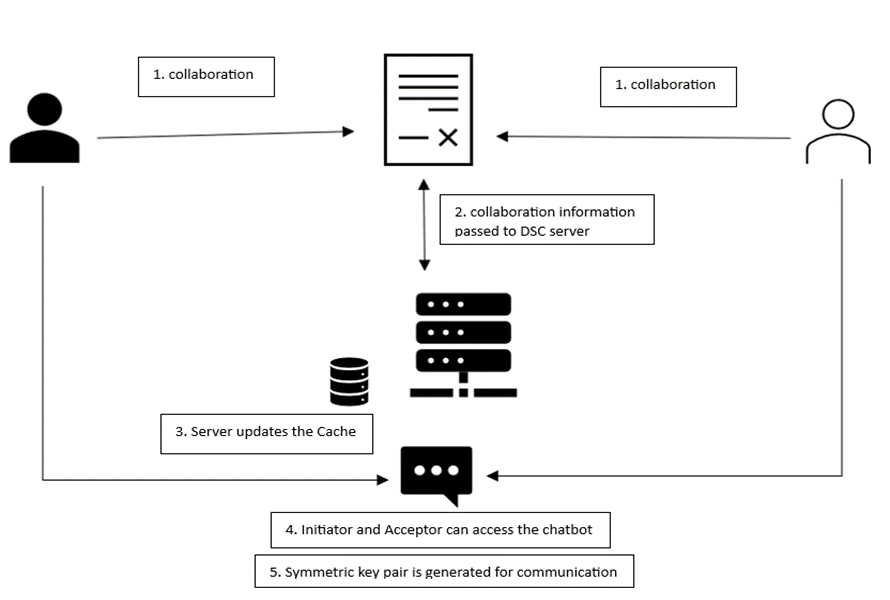 1. collaboration
1. collaboration
2. collaboration information
passed to DSC server
3. Server updates the Cache
4. Initiator and Acceptor can access the chatbot
5. Symmetric key pair is generated for communication